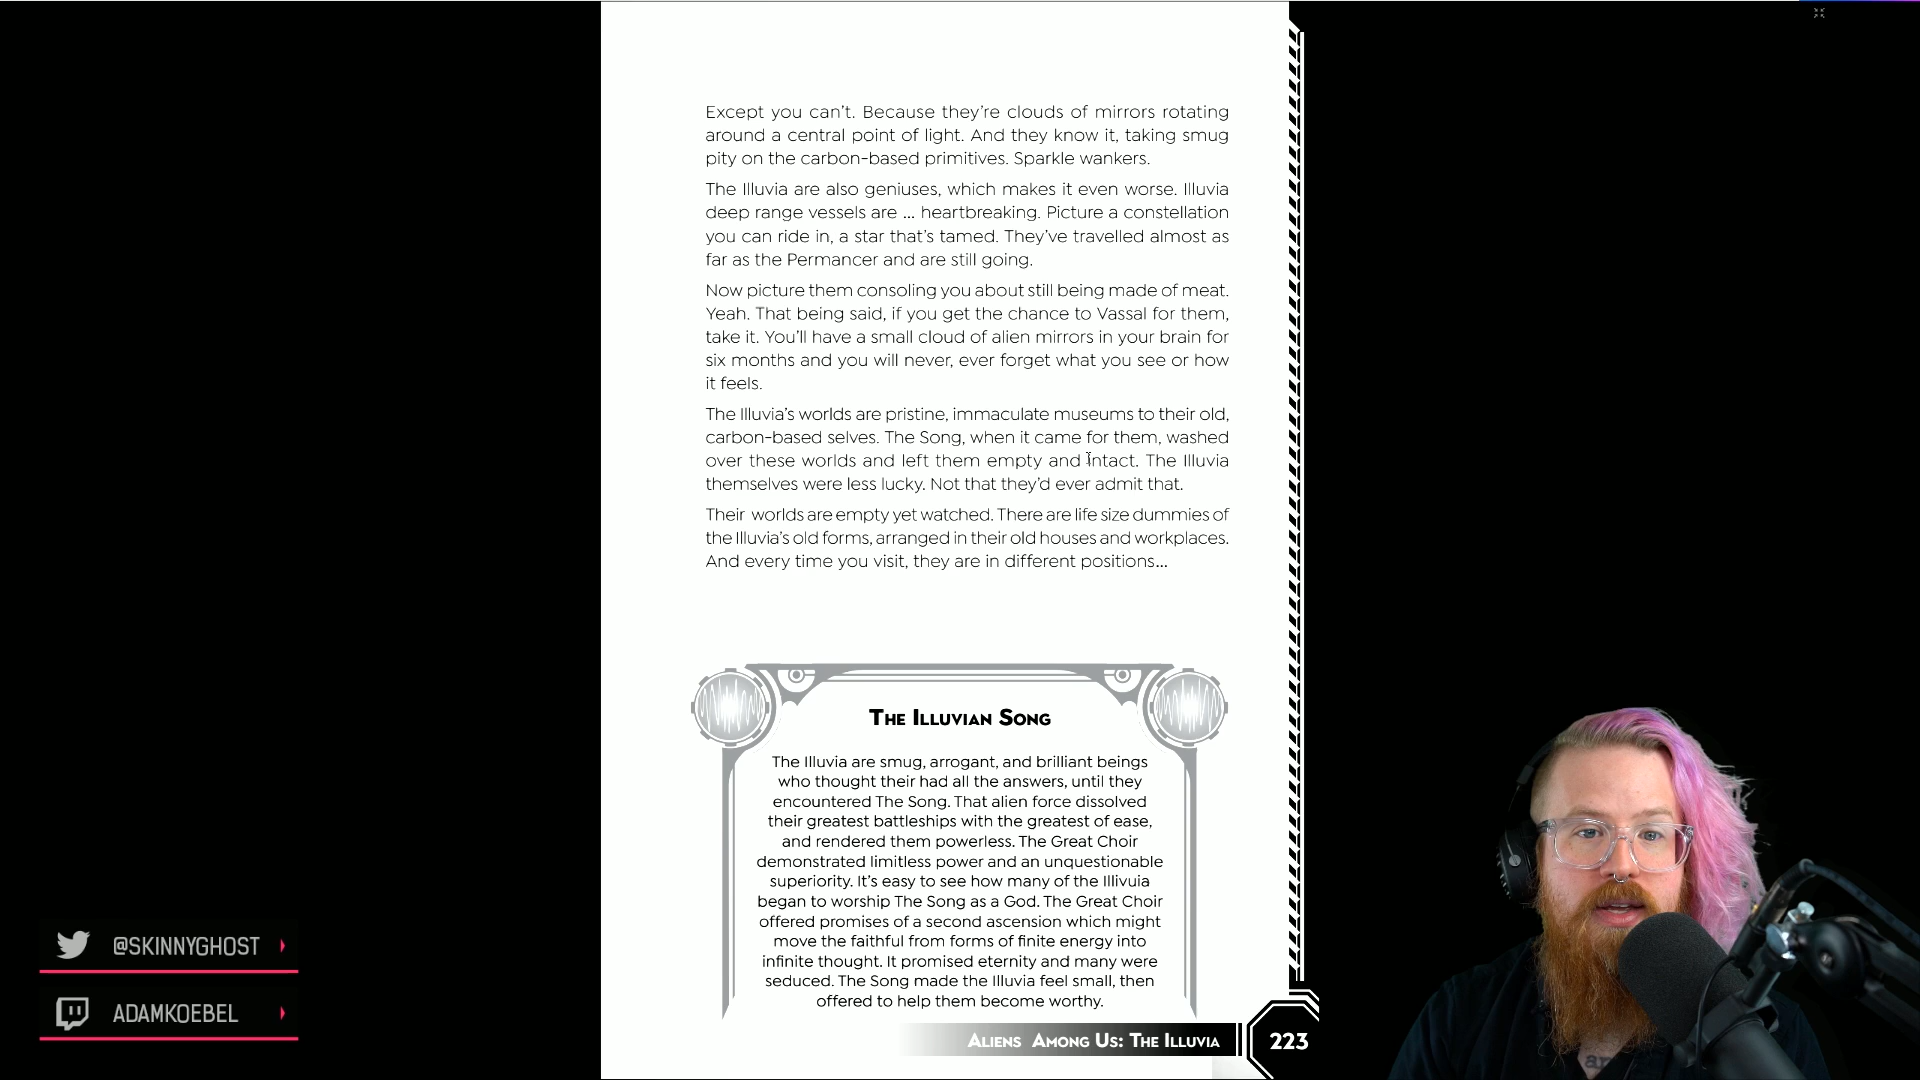 Except you can't. Because they're clouds of mirrors rotating
around a central point of light. And they know it, taking smug
pity on the carbon-based primitives. Sparkle wankers.
The Illuvia are also geniuses, which makes it even worse. Illuvia
deep range vessels are ... heartbreaking. Picture a constellation
you can ride in, a star that's tamed. They've travelled almost as
far as the Permancer and are still going.
Now picture them consoling you about still being made of meat.
Yeah. That being said, if you get the chance to Vassal for them,
take it. You'll have a small cloud of alien mirrors in your brain for
six months and you will never, ever forget what you see or how
it feels.
The Illuvia's worlds are pristine, immaculate museums to their old,
carbon-based selves. The Song, when it came for them, washed
over these worlds and left them empty and intact. The Illuvia
themselves were less lucky. Not that they'd ever admit that.
Their worlds are empty yet watched. There are life size dummies of
the Illuvia's old forms, arranged in their old houses and workplaces.
And every time you visit, they are in different positions...
The Illuvian Song
The Illuvia are smug, arrogant, and brilliant beings
who thought their had all the answers, until they
encountered The Song. That alien force dissolved
their greatest battleships with the greatest of ease,
and rendered them powerless. The Great Choir
demonstrated limitless power and an unquestionable
superiority. It's easy to see how many of the Illivuia
began to worship The Song as a God. The Great Choir
offered promises of a second ascension which might
move the faithful from forms of finite energy into
infinite thought. It promised eternity and many were
seduced. The Song made the Illuvia feel small, then
offered to help them become worthy.
Aliens Among Us: The Illuvia
223
@SKINNYGHOST
ADAMKOEBEL